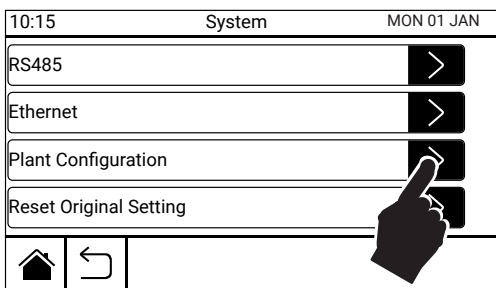 10:15 System MON 01 JAN
RS485
Ethernet
Plant Configuration
Reset Original Setting